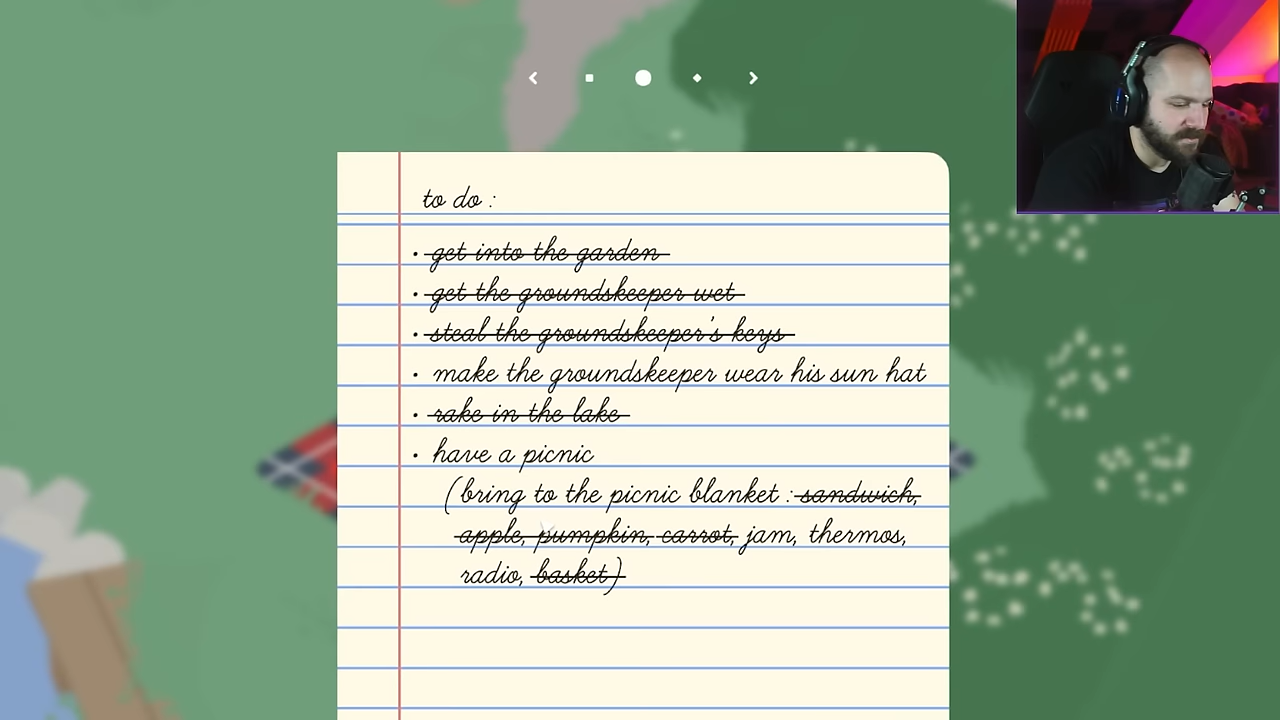 to do :
• get into the garden
• get the groundskeeper wet
• steal the groundskeeper's keys
• make the groundskeeper wear his sun hat
• rake in the lake
• have a picnic
(bring to the picnic blanket : sandwich,
apple, pumpkin, carrot, jam, thermos,
radio, basket)